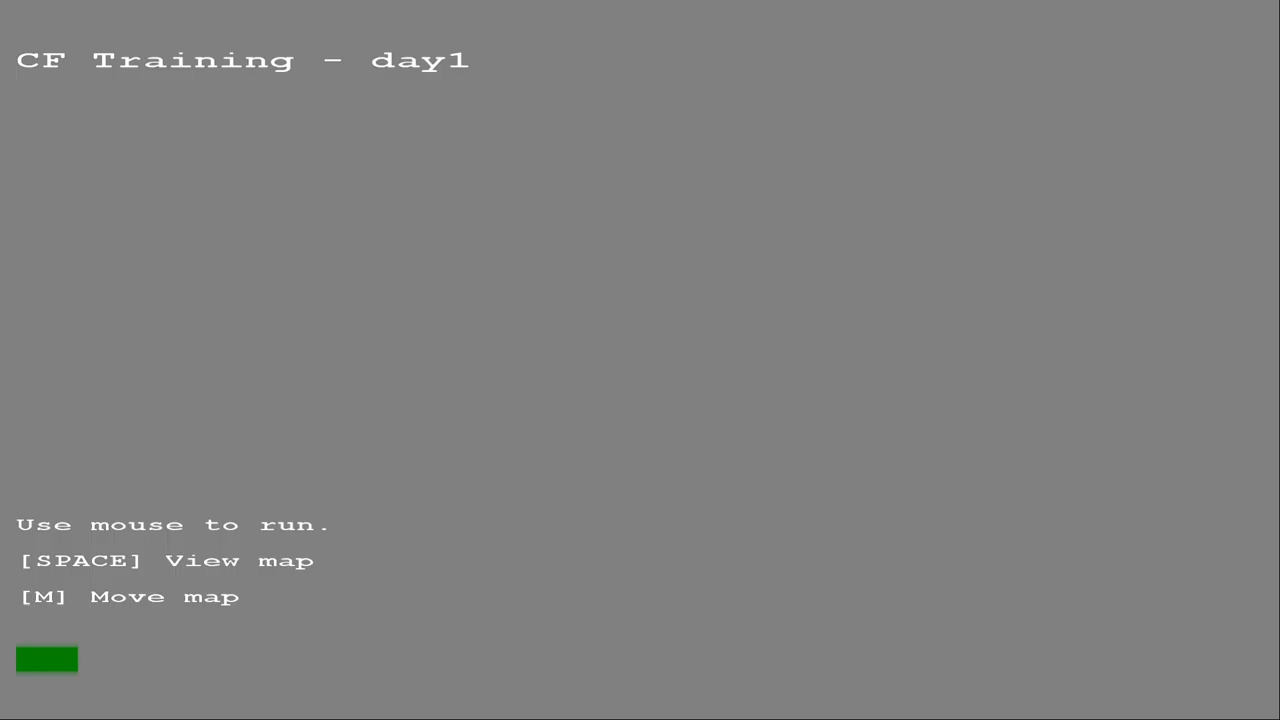 CF Training - day1
Use mouse to run.
[SPACE] View map
[M] Move map